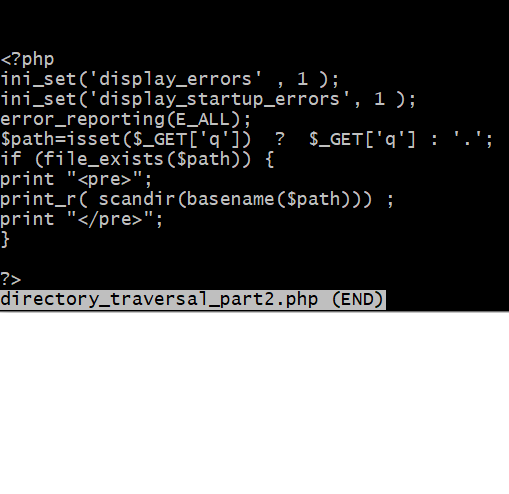 <?php
ini_set('display_errors' , 1 );
ini_set('display_startup_errors', 1 );
error_reporting(E_ALL);
$path=isset($_GET['q'])  ?  $_GET['q'] : '.';
if (file_exists($path)) {
print "<pre>";
print_r( scandir(basename($path))) ;
print "</pre>";
}
?>
directory_traversal_part2.php (END)